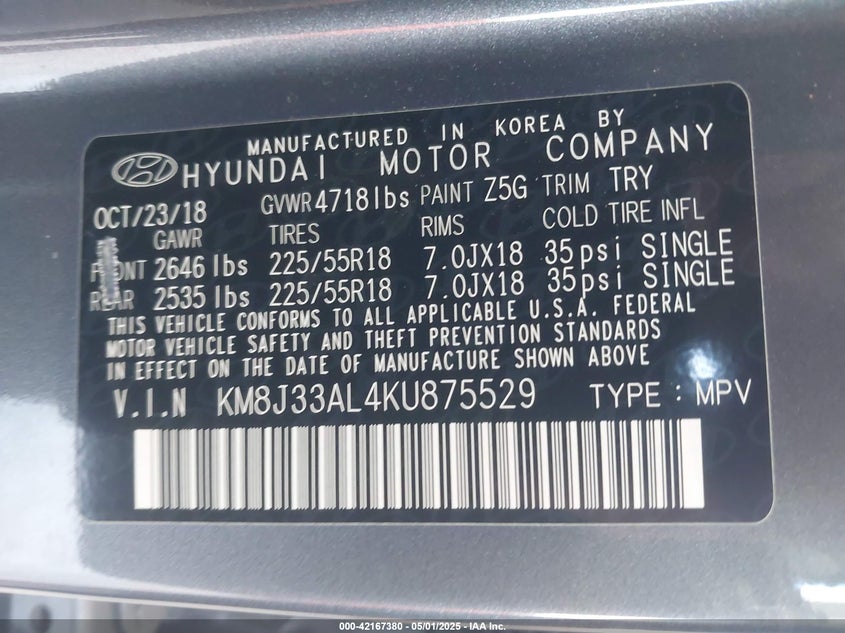 MANUFACTURED IN KOREA BY
HYUNDAI MOTOR COMPANY
OCT/23/18 GVWR 4718lbs PAINT Z5G TRIM TRY
GAWR TIRES RIMS COLD TIRE INFL
FRONT 2646 lbs 225/55R18 7.0JX18 35psi SINGLE
REAR 2535 lbs 225/55R18 7.0JX18 35psi SINGLE
THIS VEHICLE CONFORMS TO ALL APPLICABLE U.S.A. FEDERAL
MOTOR VEHICLE SAFETY AND THEFT PREVENTION STANDARDS
IN EFFECT ON THE DATE OF MANUFACTURE SHOWN ABOVE
V.I.N KM8J33AL4KU875529 TYPE : MPV
000-42167380 - 05/01/2025 - IAA Inc.